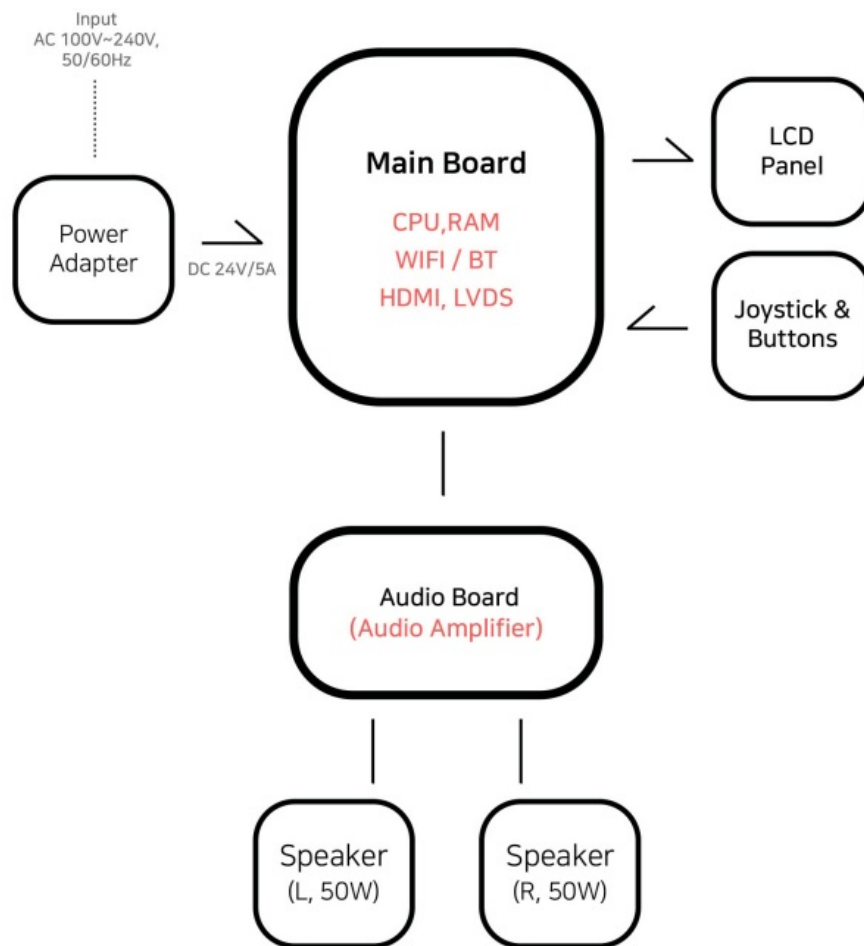 Input
AC 100V~240V,
50/60Hz
Power
Adapter
DC 24V/5A
Main Board
CPU,RAM
WIFI / BT
HDMI, LVDS
LCD
Panel
Joystick &
Buttons
Audio Board
(Audio Amplifier)
Speaker
(L, 50W)
Speaker
(R, 50W)